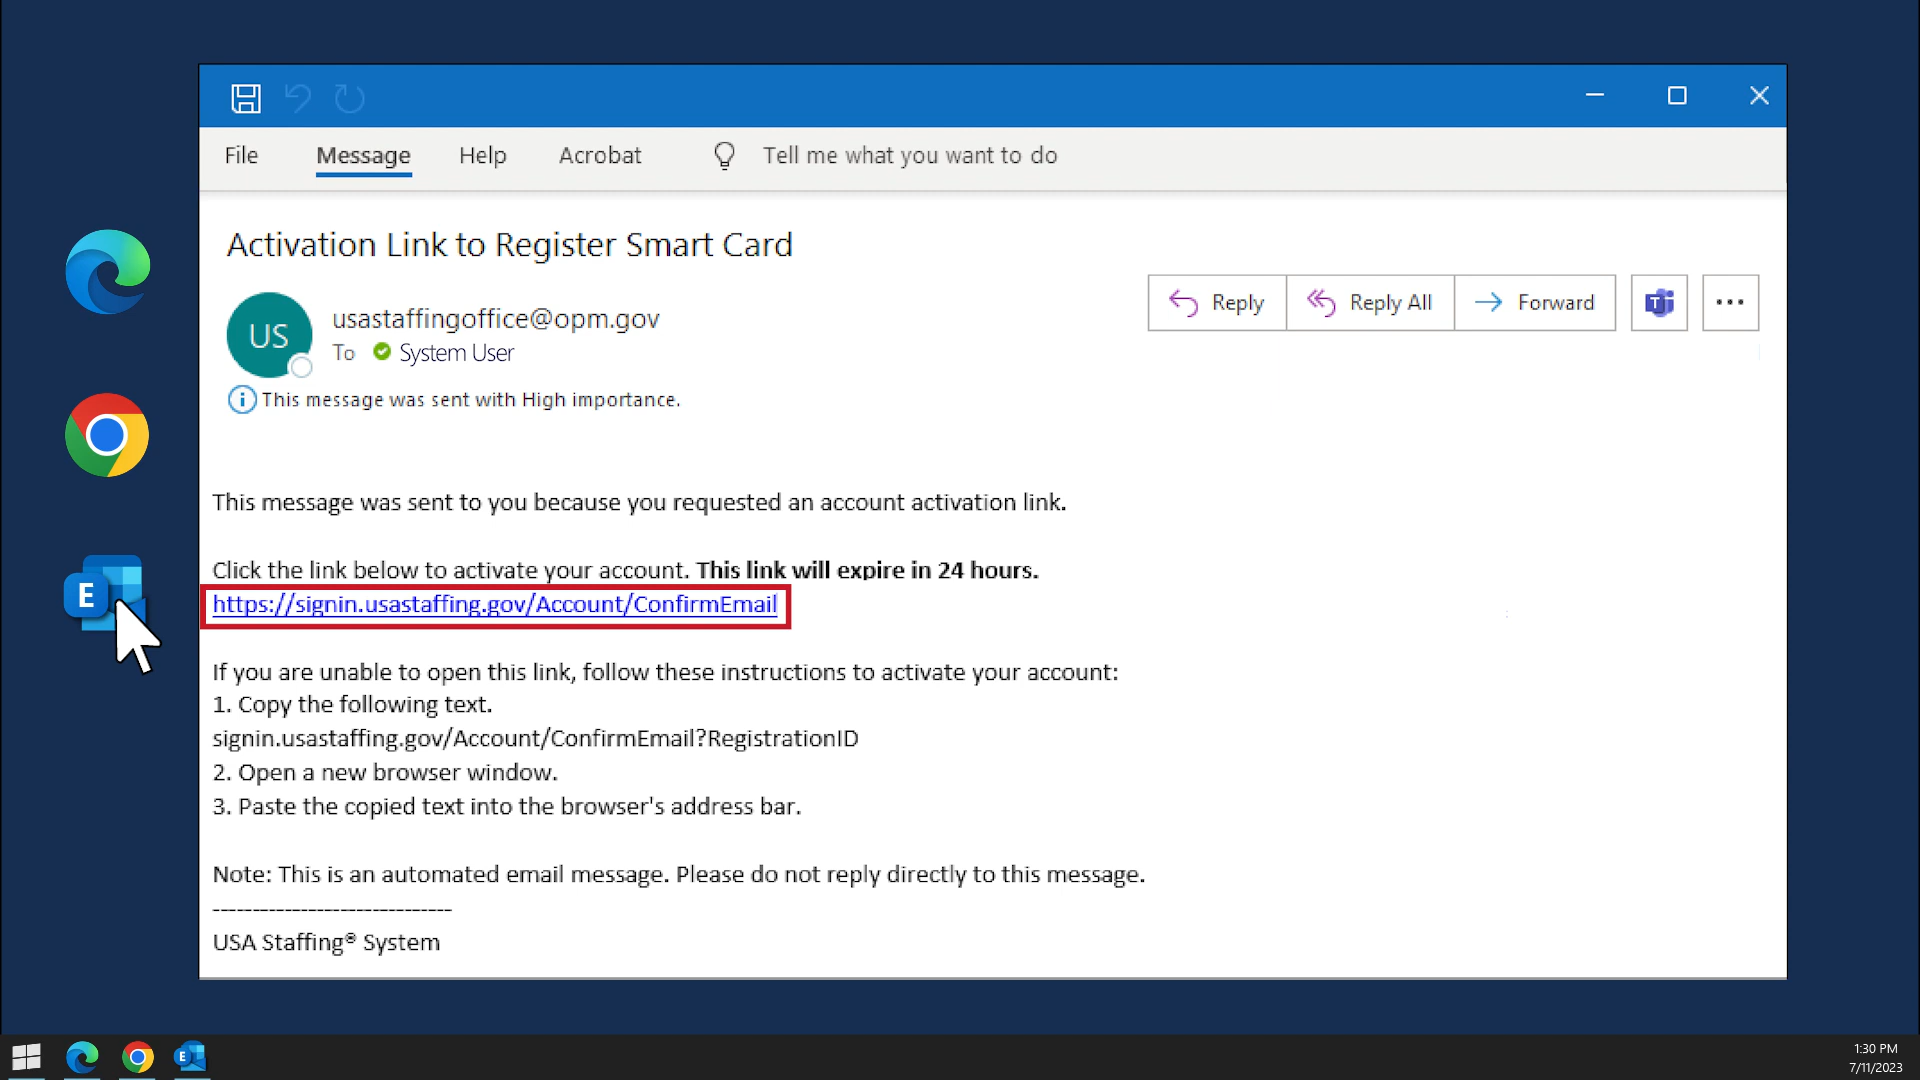 File Message Help Acrobat Tell me what you want to do
Activation Link to Register Smart Card
US
usastaffingoffice@opm.gov
To System User
Reply Reply All Forward
This message was sent with High importance.
This message was sent to you because you requested an account activation link.
Click the link below to activate your account. This link will expire in 24 hours.
https://signin.usastaffing.gov/Account/ConfirmEmail
If you are unable to open this link, follow these instructions to activate your account:
1. Copy the following text.
signin.usastaffing.gov/Account/ConfirmEmail?RegistrationID
2. Open a new browser window.
3. Paste the copied text into the browser's address bar.
Note: This is an automated email message. Please do not reply directly to this message.
------------------------------
USA Staffing® System
E
E
1:30 PM
7/11/2023